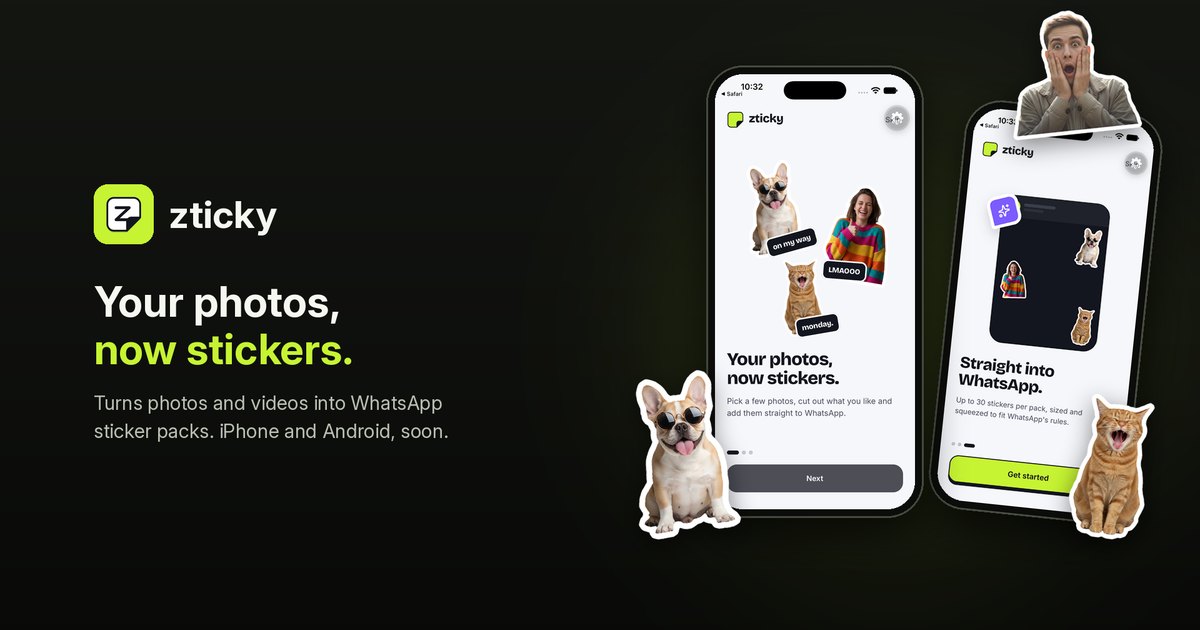 zticky
Your photos,
now stickers.
Turns photos and videos into WhatsApp
sticker packs. iPhone and Android, soon.
10:32
Safari
zticky
on my way
LMAOOO
monday.
Your photos,
now stickers.
Pick a few photos, cut out what you like and
add them straight to WhatsApp.
Next
Safari
zticky
Straight into
WhatsApp.
Up to 30 stickers per pack, sized and
squeezed to fit WhatsApp's rules.
Get started